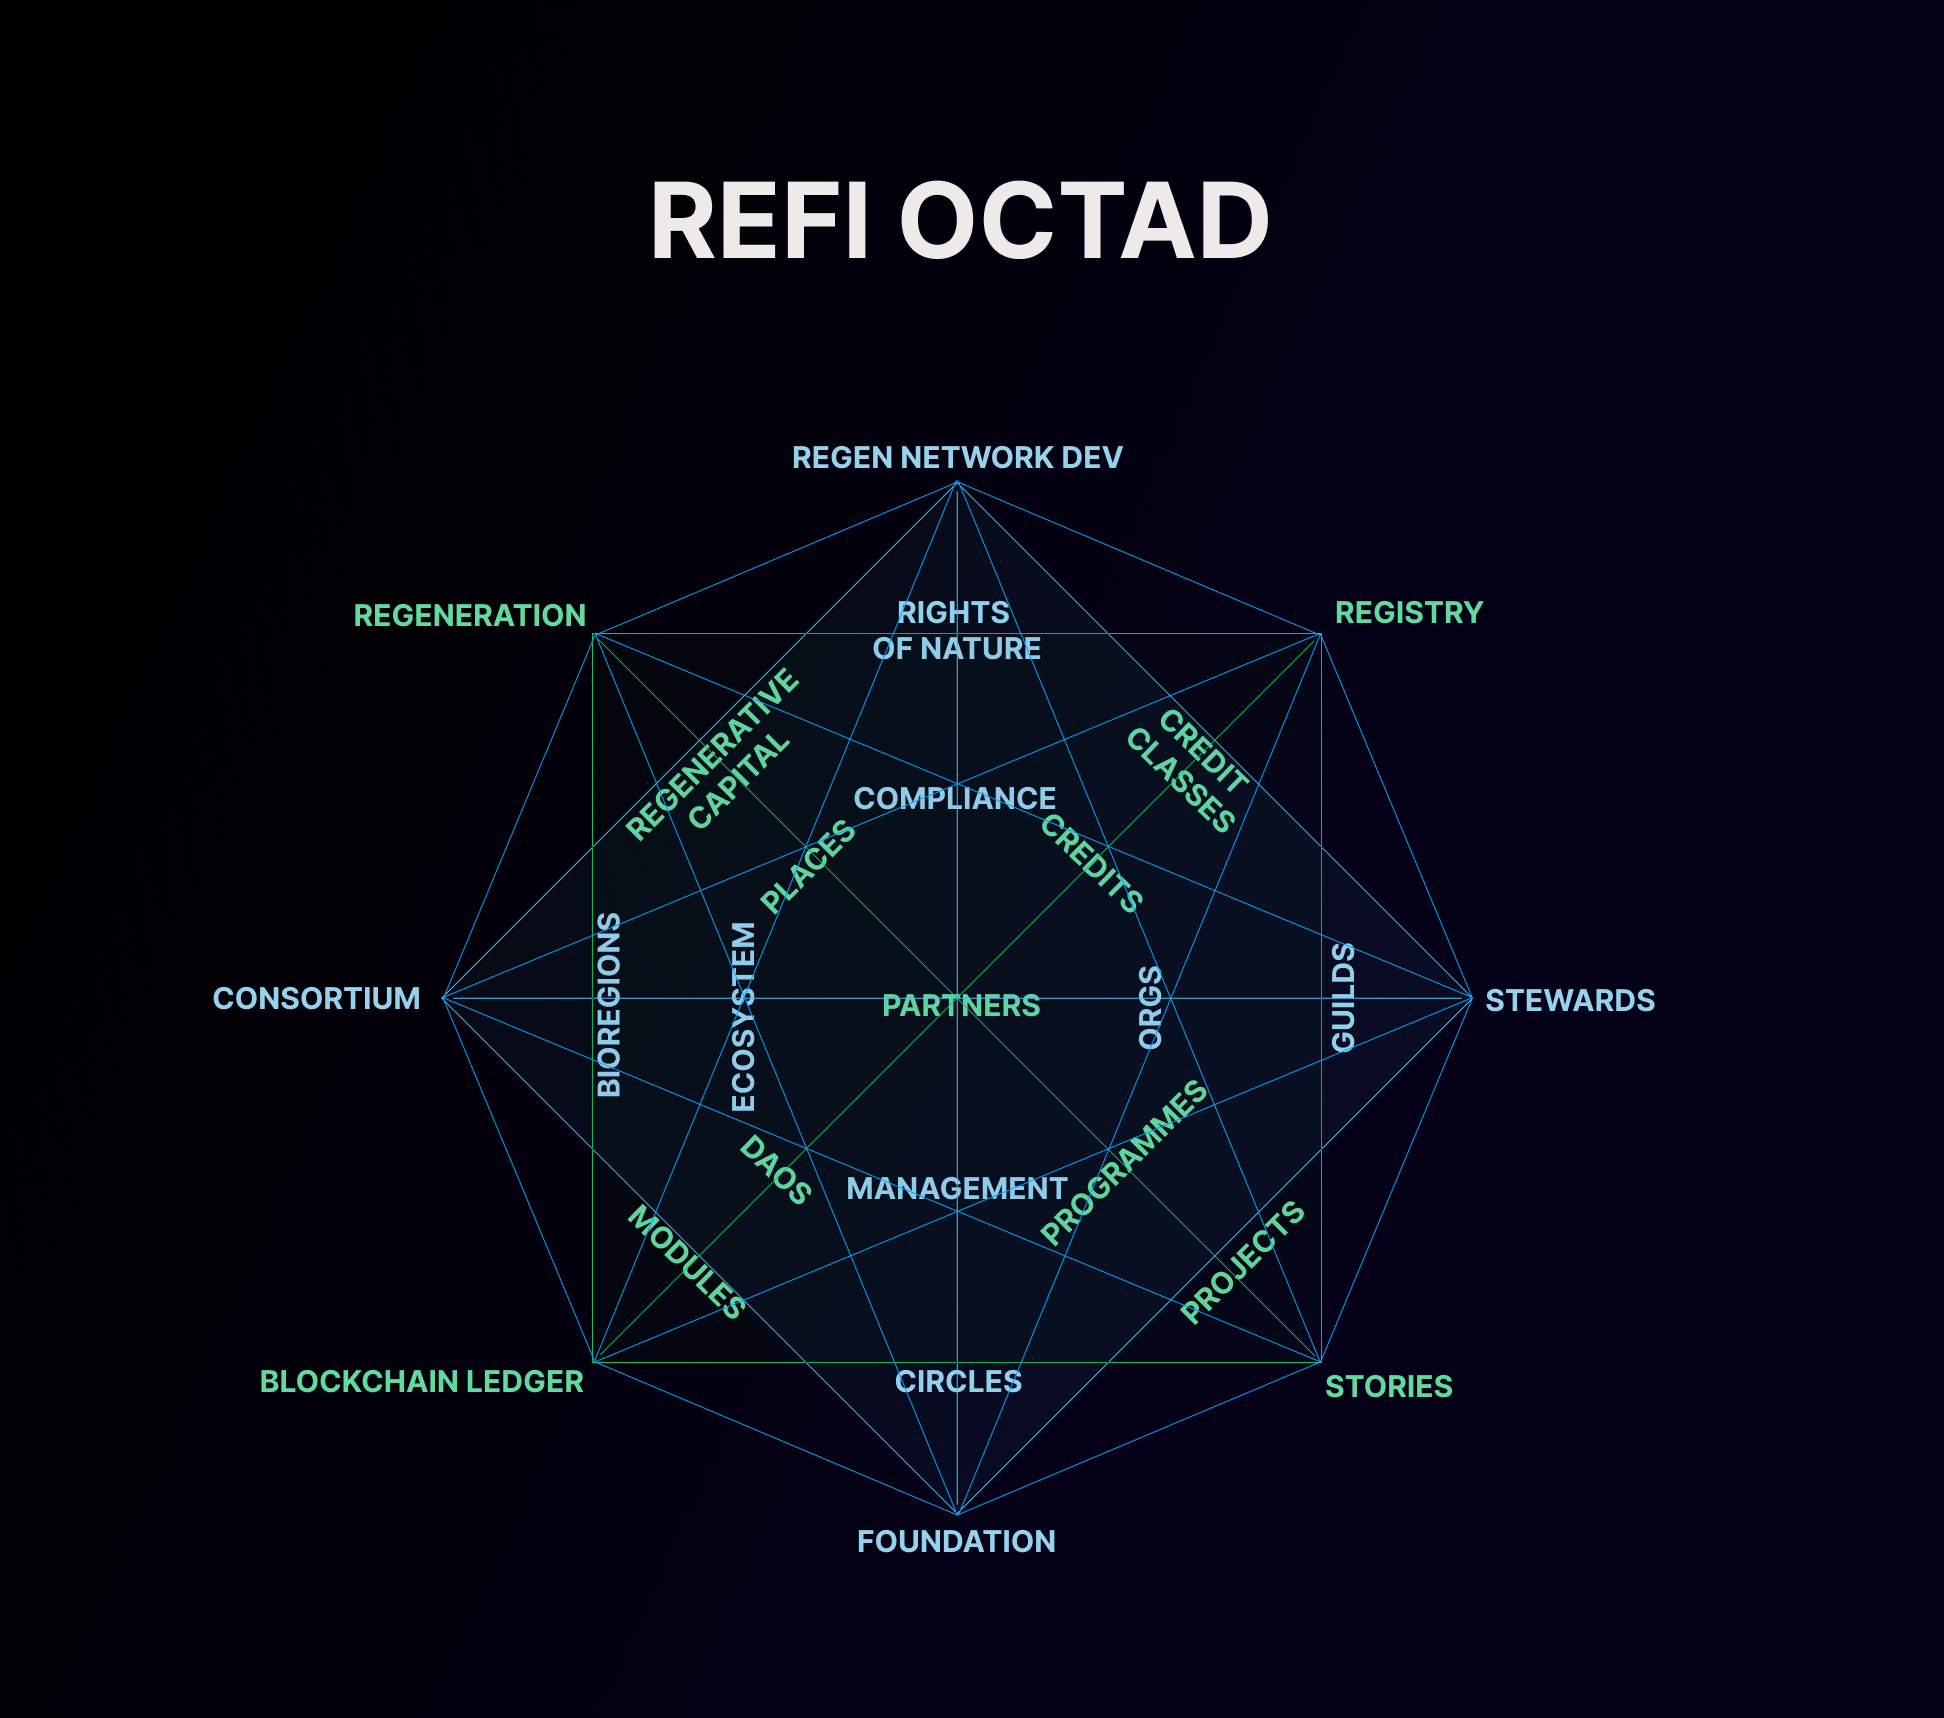 REFI OCTAD
REGEN NETWORK DEV
REGENERATION
RIGHTS
OF NATURE
REGISTRY
REGENERATIVE
CAPITAL
CREDIT
CLASSES
COMPLIANCE
PLACES
CREDITS
CONSORTIUM
BIOREGIONS
ECOSYSTEM
PARTNERS
ORGS
GUILDS
STEWARDS
DAOS
MANAGEMENT
PROGRAMMES
MODULES
PROJECTS
BLOCKCHAIN LEDGER
CIRCLES
STORIES
FOUNDATION